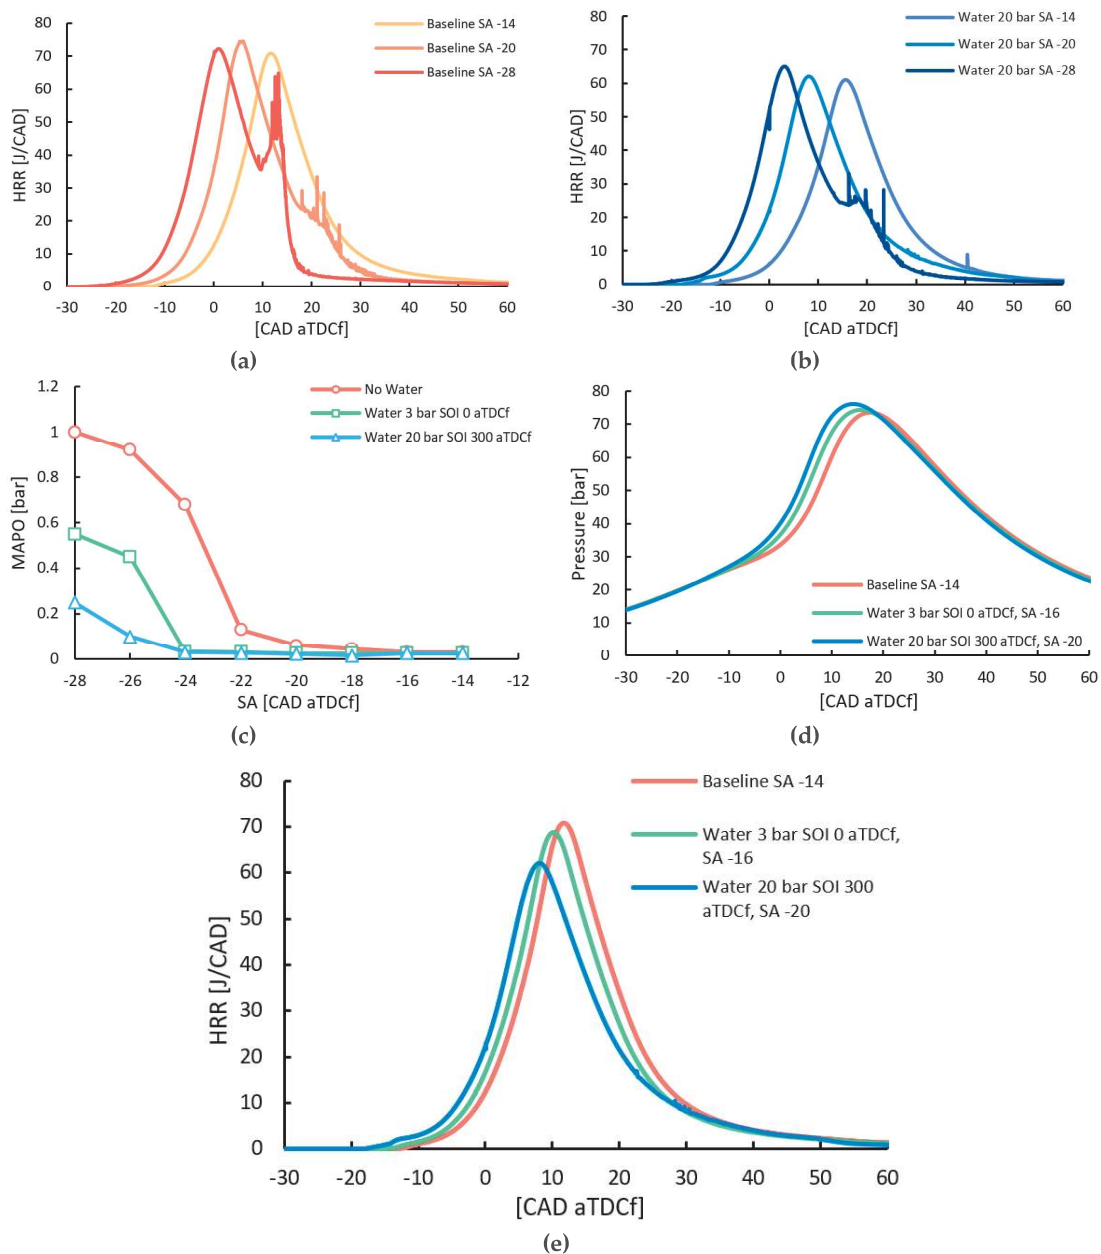 80
70
60
50
40
30
20
10
0
HRR [J/CAD]
-30 -20 -10 0 10 20 30 40 50 60
[CAD aTDCf]
Baseline SA -14
Baseline SA -20
Baseline SA -28
(a)
80
70
60
50
40
30
20
10
0
HRR [J/CAD]
-30 -20 -10 0 10 20 30 40 50 60
[CAD aTDCf]
Water 20 bar SA -14
Water 20 bar SA -20
Water 20 bar SA -28
(b)
1.2
1
0.8
0.6
0.4
0.2
0
MAPO [bar]
-28 -26 -24 -22 -20 -18 -16 -14 -12
SA [CAD aTDCf]
No Water
Water 3 bar SOI 0 aTDCf
Water 20 bar SOI 300 aTDCf
(c)
80
70
60
50
40
30
20
10
0
Pressure [bar]
-30 -20 -10 0 10 20 30 40 50 60
[CAD aTDCf]
Baseline SA -14
Water 3 bar SOI 0 aTDCf, SA -16
Water 20 bar SOI 300 aTDCf, SA -20
(d)
80
70
60
50
40
30
20
10
0
HRR [J/CAD]
-30 -20 -10 0 10 20 30 40 50 60
[CAD aTDCf]
Baseline SA -14
Water 3 bar SOI 0 aTDCf,
SA -16
Water 20 bar SOI 300
aTDCf, SA -20
(e)